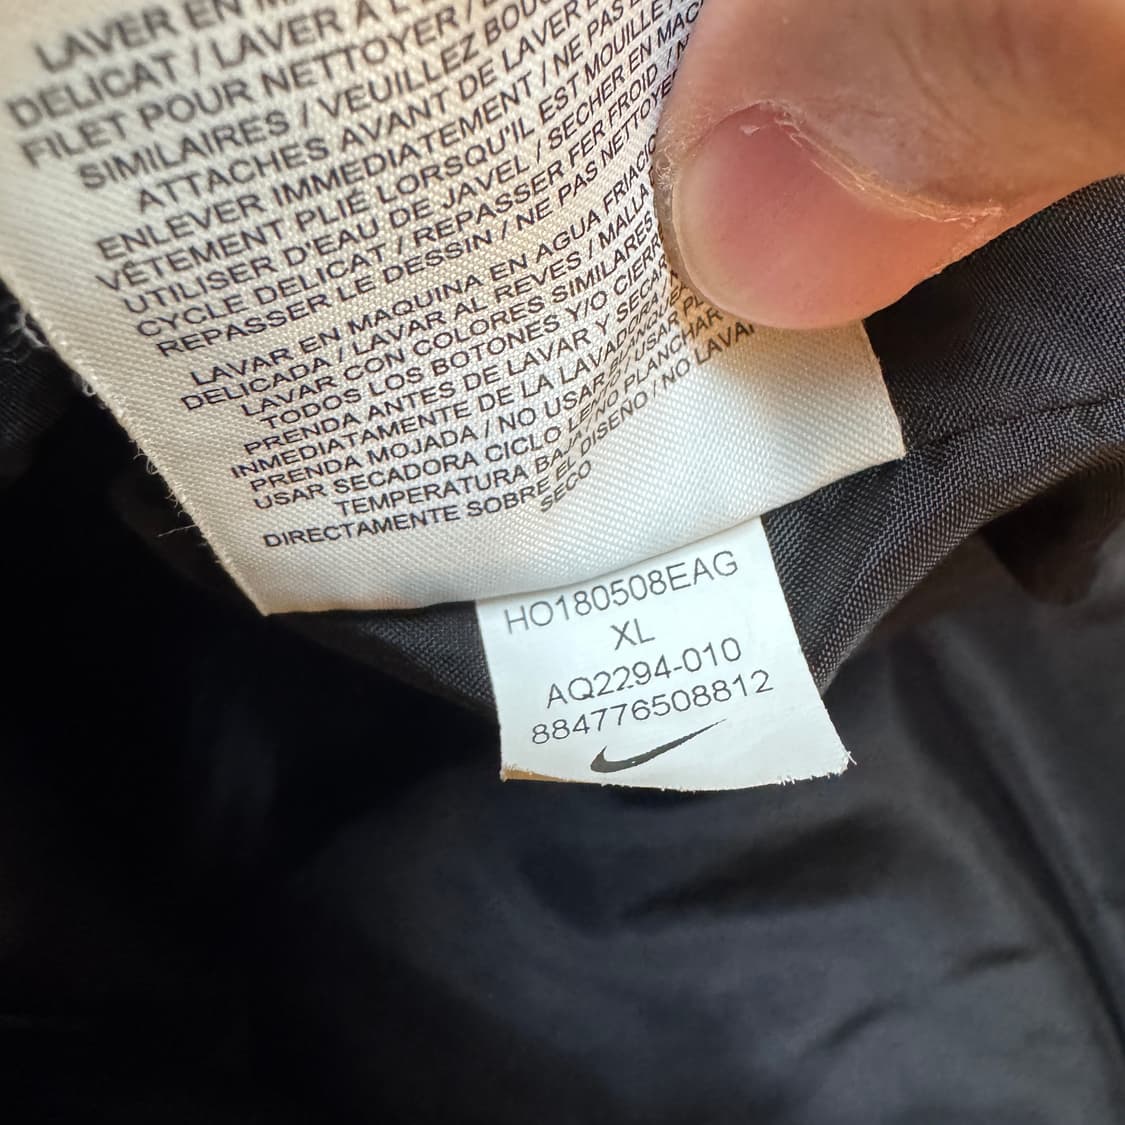 LAVER EN
DELICAT / LAVER À L'
FILET POUR NETTOYER /
SIMILAIRES / VEUILLEZ
ATTACHES AVANT DE LAVER
ENLEVER IMMEDIATEMENT / NE PAS
VÊTEMENT PLIÉ LORSQU'IL EST MOUILLE /
UTILISER D'EAU DE JAVEL / SECHER EN
CYCLE DELICAT / REPASSER FER FROID /
REPASSER LE DESSIN / NE PAS NETTOYE
LAVAR EN MAQUINA EN AGUA
DELICADA / LAVAR AL REVES / MALLA
LAVAR CON COLORES SIMILARES
TODOS LOS BOTONES Y/O
PRENDA ANTES DE LAVAR Y
INMEDIATAMENTE DE LA LAVADORA
PRENDA MOJADA / NO USAR
USAR SECADORA CICLO LENTO / USAR
TEMPERATURA BAJA / NO PLANCHAR
DIRECTAMENTE SOBRE EL DISEÑO / NO LAVAR
SECO
HO180508EAG
XL
AQ2294-010
884776508812